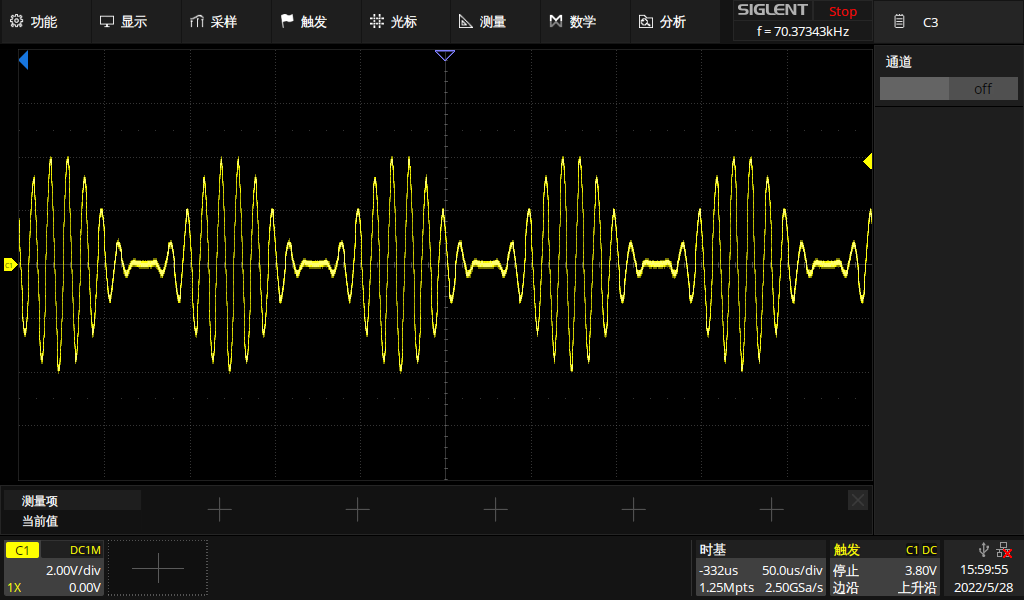 功能 显示 采样 触发 光标 测量 数学 分析 SIGLENT Stop C3
f = 70.37343kHz
通道
off
C1
测量项
当前值
C1 DC1M
2.00V/div
1X 0.00V
时基
-332us 50.0us/div
1.25Mpts 2.50GSa/s
触发 C1 DC
停止 3.80V
边沿 上升沿
15:59:55
2022/5/28